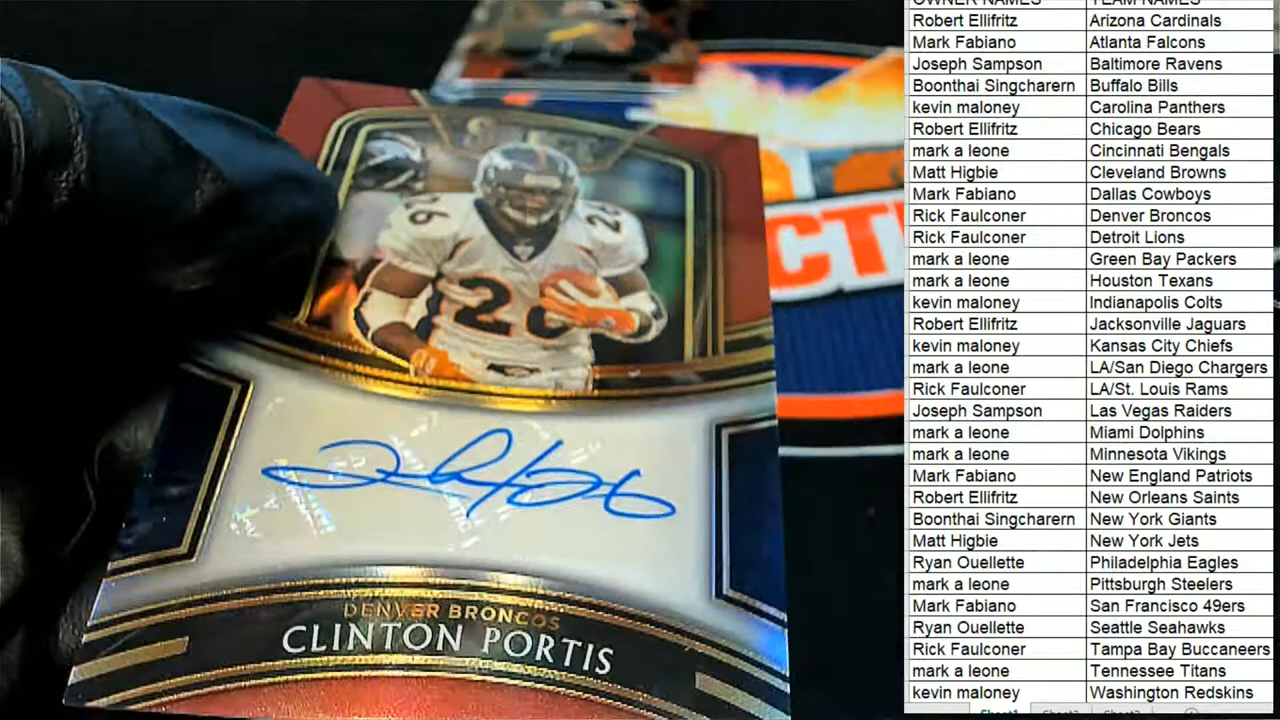 OWNER NAMES TEAM NAMES
Robert Ellifritz Arizona Cardinals
Mark Fabiano Atlanta Falcons
Joseph Sampson Baltimore Ravens
Boonthai Singcharern Buffalo Bills
kevin maloney Carolina Panthers
Robert Ellifritz Chicago Bears
mark a leone Cincinnati Bengals
Matt Higbie Cleveland Browns
Mark Fabiano Dallas Cowboys
Rick Faulconer Denver Broncos
Rick Faulconer Detroit Lions
mark a leone Green Bay Packers
mark a leone Houston Texans
kevin maloney Indianapolis Colts
Robert Ellifritz Jacksonville Jaguars
kevin maloney Kansas City Chiefs
mark a leone LA/San Diego Chargers
Rick Faulconer LA/St. Louis Rams
Joseph Sampson Las Vegas Raiders
mark a leone Miami Dolphins
mark a leone Minnesota Vikings
Mark Fabiano New England Patriots
Robert Ellifritz New Orleans Saints
Boonthai Singcharern New York Giants
Matt Higbie New York Jets
Ryan Ouellette Philadelphia Eagles
mark a leone Pittsburgh Steelers
Mark Fabiano San Francisco 49ers
Ryan Ouellette Seattle Seahawks
Rick Faulconer Tampa Bay Buccaneers
mark a leone Tennessee Titans
kevin maloney Washington Redskins
26 26
26
DENVER BRONCOS
CLINTON PORTIS